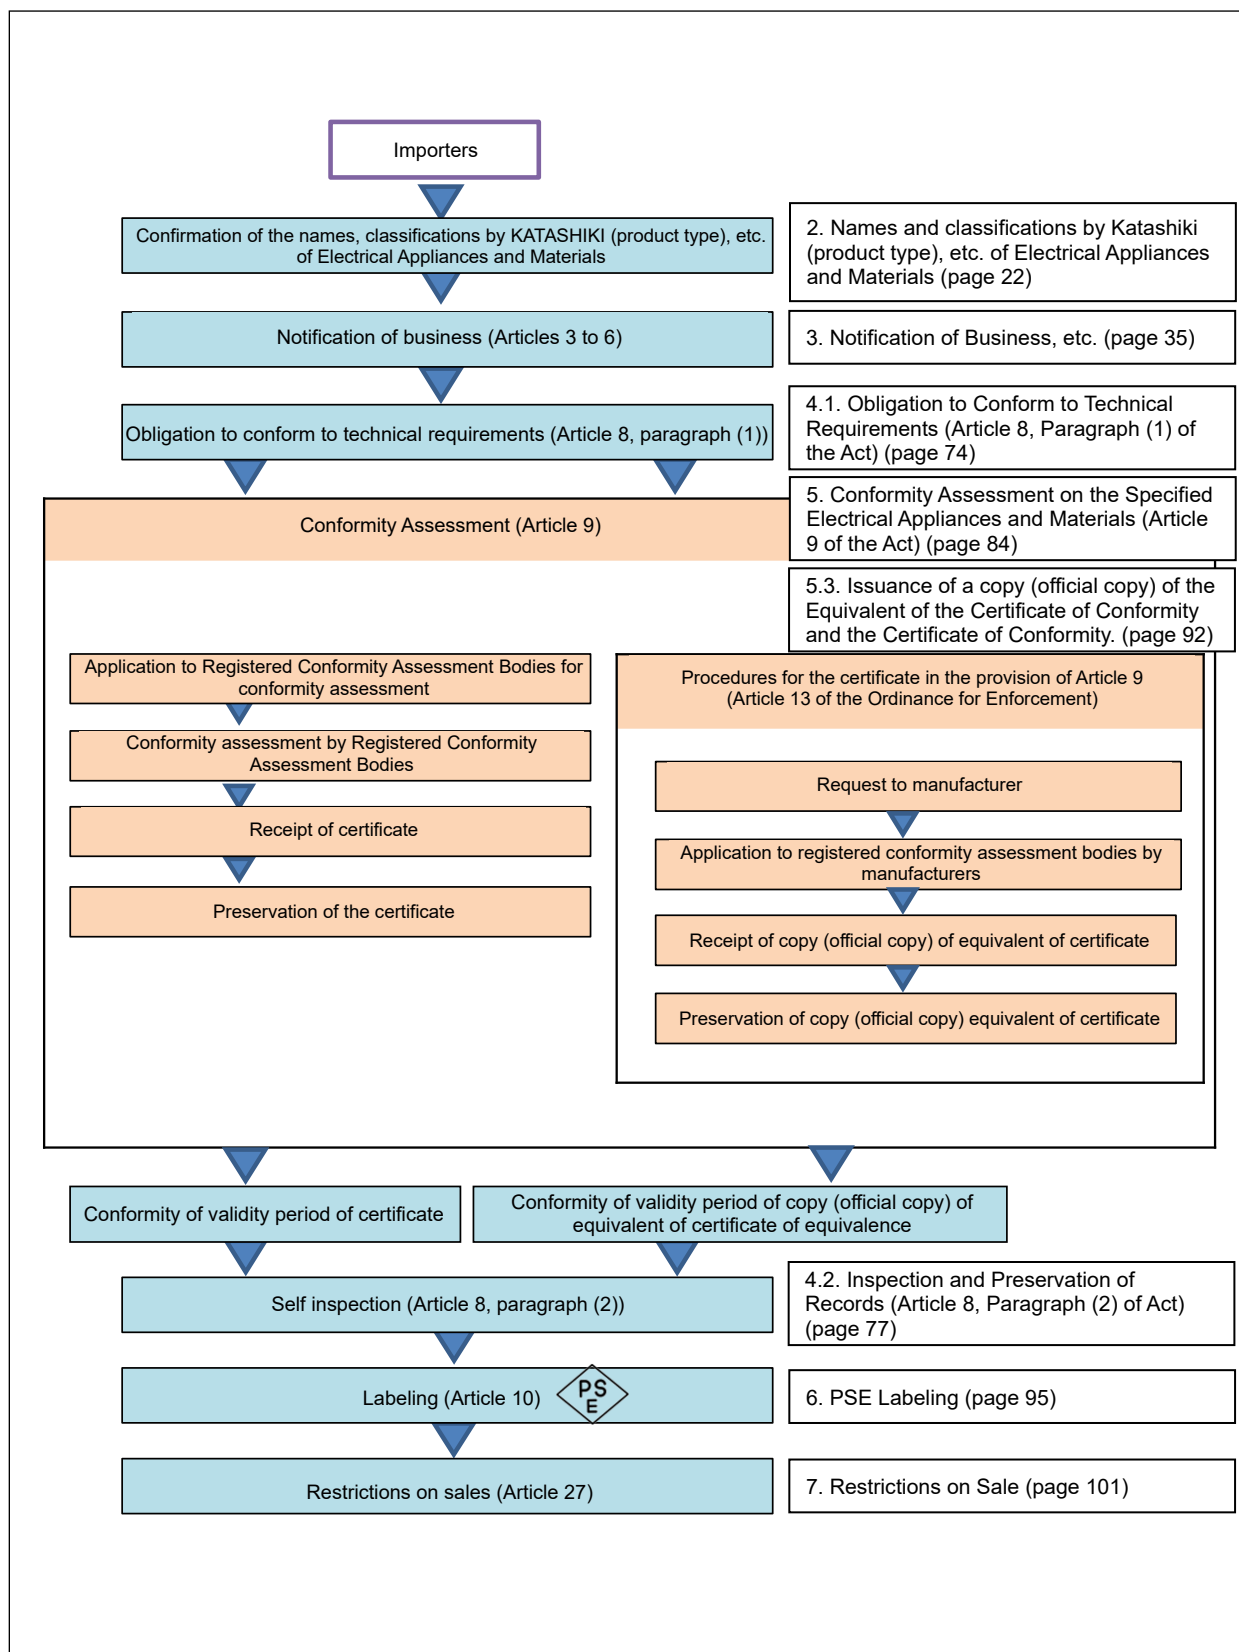 Importers
Confirmation of the names, classifications by KATASHIKI (product type), etc.
of Electrical Appliances and Materials
2. Names and classifications by Katashiki
(product type), etc. of Electrical Appliances
and Materials (page 22)
Notification of business (Articles 3 to 6)
3. Notification of Business, etc. (page 35)
Obligation to conform to technical requirements (Article 8, paragraph (1))
4.1. Obligation to Conform to Technical
Requirements (Article 8, Paragraph (1) of
the Act) (page 74)
Conformity Assessment (Article 9)
5. Conformity Assessment on the Specified
Electrical Appliances and Materials (Article
9 of the Act) (page 84)
5.3. Issuance of a copy (official copy) of the
Equivalent of the Certificate of Conformity
and the Certificate of Conformity. (page 92)
Application to Registered Conformity Assessment Bodies for
conformity assessment
Conformity assessment by Registered Conformity
Assessment Bodies
Receipt of certificate
Preservation of the certificate
Procedures for the certificate in the provision of Article 9
(Article 13 of the Ordinance for Enforcement)
Request to manufacturer
Application to registered conformity assessment bodies by
manufacturers
Receipt of copy (official copy) of equivalent of certificate
Preservation of copy (official copy) equivalent of certificate
Conformity of validity period of certificate
Conformity of validity period of copy (official copy) of
equivalent of certificate of equivalence
Self inspection (Article 8, paragraph (2))
4.2. Inspection and Preservation of
Records (Article 8, Paragraph (2) of Act)
(page 77)
Labeling (Article 10)
PS
E
6. PSE Labeling (page 95)
Restrictions on sales (Article 27)
7. Restrictions on Sale (page 101)